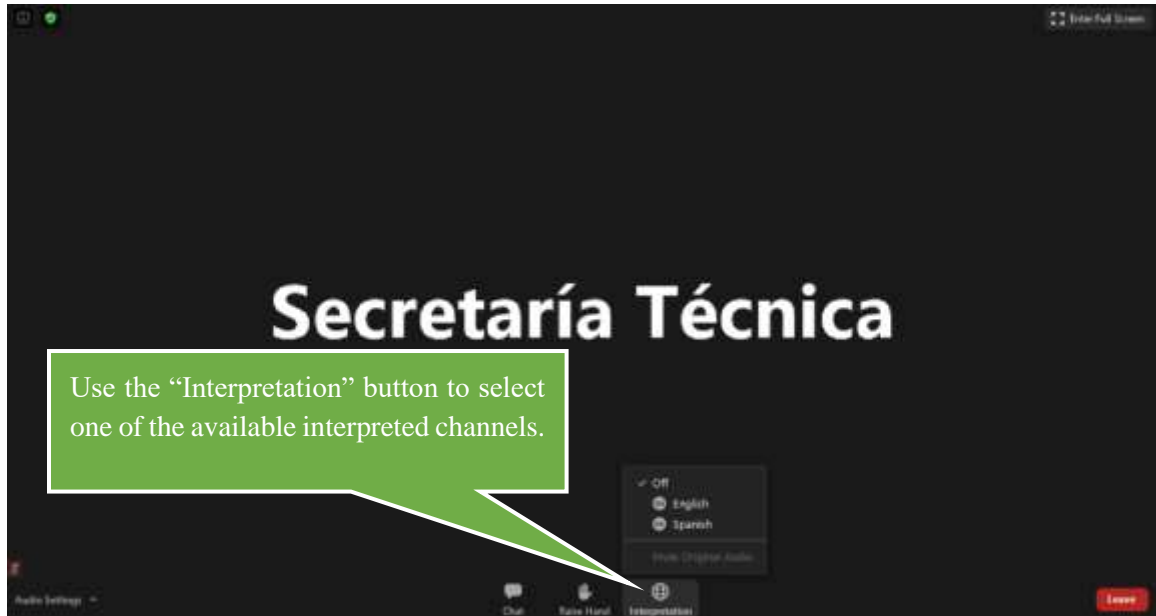 Enter Full Screen
Secretaría Técnica
Use the “Interpretation” button to select
one of the available interpreted channels.
Off
English
Spanish
Mute Original Audio
Audio Settings
Chat
Raise Hand
Interpretation
Leave